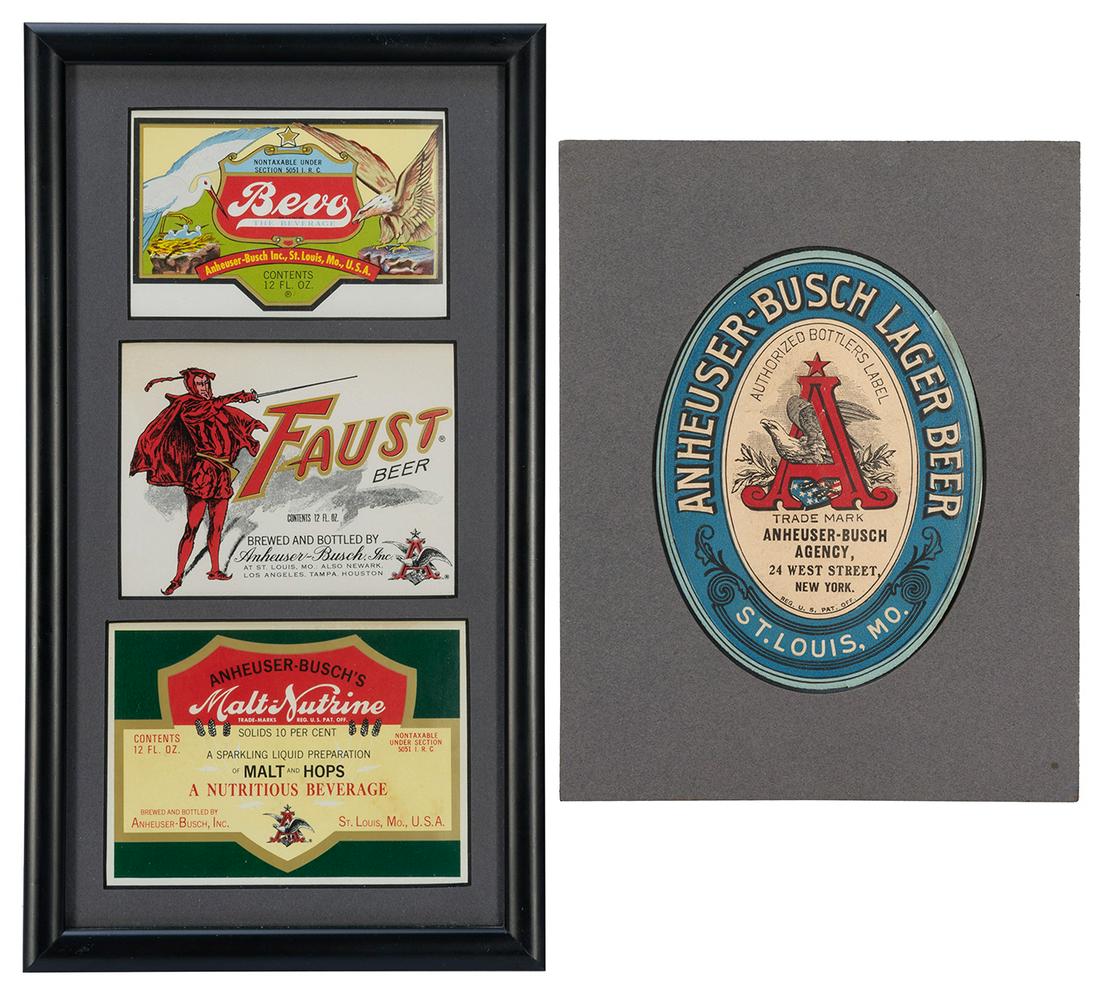 NONTAXABLE UNDER
SECTION 5051 I. R. C
Bevo
THE BEVERAGE
Anheuser-Busch Inc., St. Louis, Mo., U.S.A.
CONTENTS
12 FL. OZ.
®
FAUST®
BEER
CONTENTS 12 FL. OZ.
BREWED AND BOTTLED BY
Anheuser-Busch, Inc.
AT ST. LOUIS, MO. ALSO NEWARK,
LOS ANGELES, TAMPA, HOUSTON
A
®
ANHEUSER-BUSCH'S
Malt-Nutrine
TRADE-MARKS REG. U.S. PAT. OFF.
SOLIDS 10 PER CENT
CONTENTS
12 FL. OZ.
NONTAXABLE
UNDER SECTION
5051 I. R. C
A SPARKLING LIQUID PREPARATION
OF MALT AND HOPS
A NUTRITIOUS BEVERAGE
BREWED AND BOTTLED BY
ANHEUSER-BUSCH, INC.
ST. LOUIS, MO., U.S.A.
A
®
ANHEUSER-BUSCH LAGER BEER
AUTHORIZED BOTTLERS LABEL
A
TRADE MARK
ANHEUSER-BUSCH
AGENCY,
24 WEST STREET,
NEW YORK.
REG. U. S. PAT. OFF.
ST. LOUIS, MO.